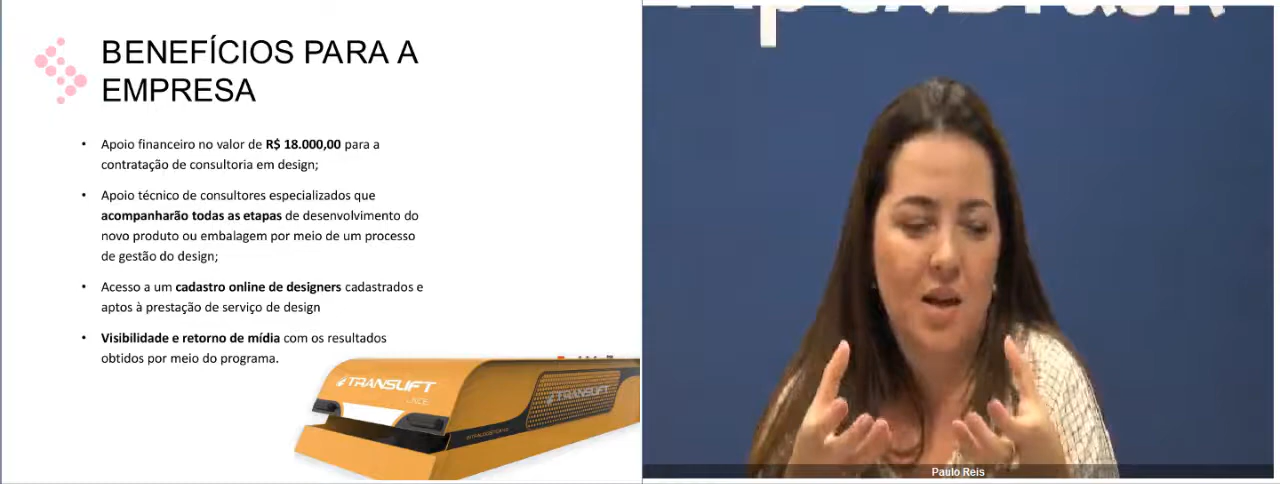 BENEFÍCIOS PARA A
EMPRESA
• Apoio financeiro no valor de R$ 18.000,00 para a
contratação de consultoria em design;
• Apoio técnico de consultores especializados que
acompanharão todas as etapas de desenvolvimento do
novo produto ou embalagem por meio de um processo
de gestão do design;
• Acesso a um cadastro online de designers cadastrados e
aptos à prestação de serviço de design
• Visibilidade e retorno de mídia com os resultados
obtidos por meio do programa.
TRANSLIFT
TRANSLIFT
Paulo Reis